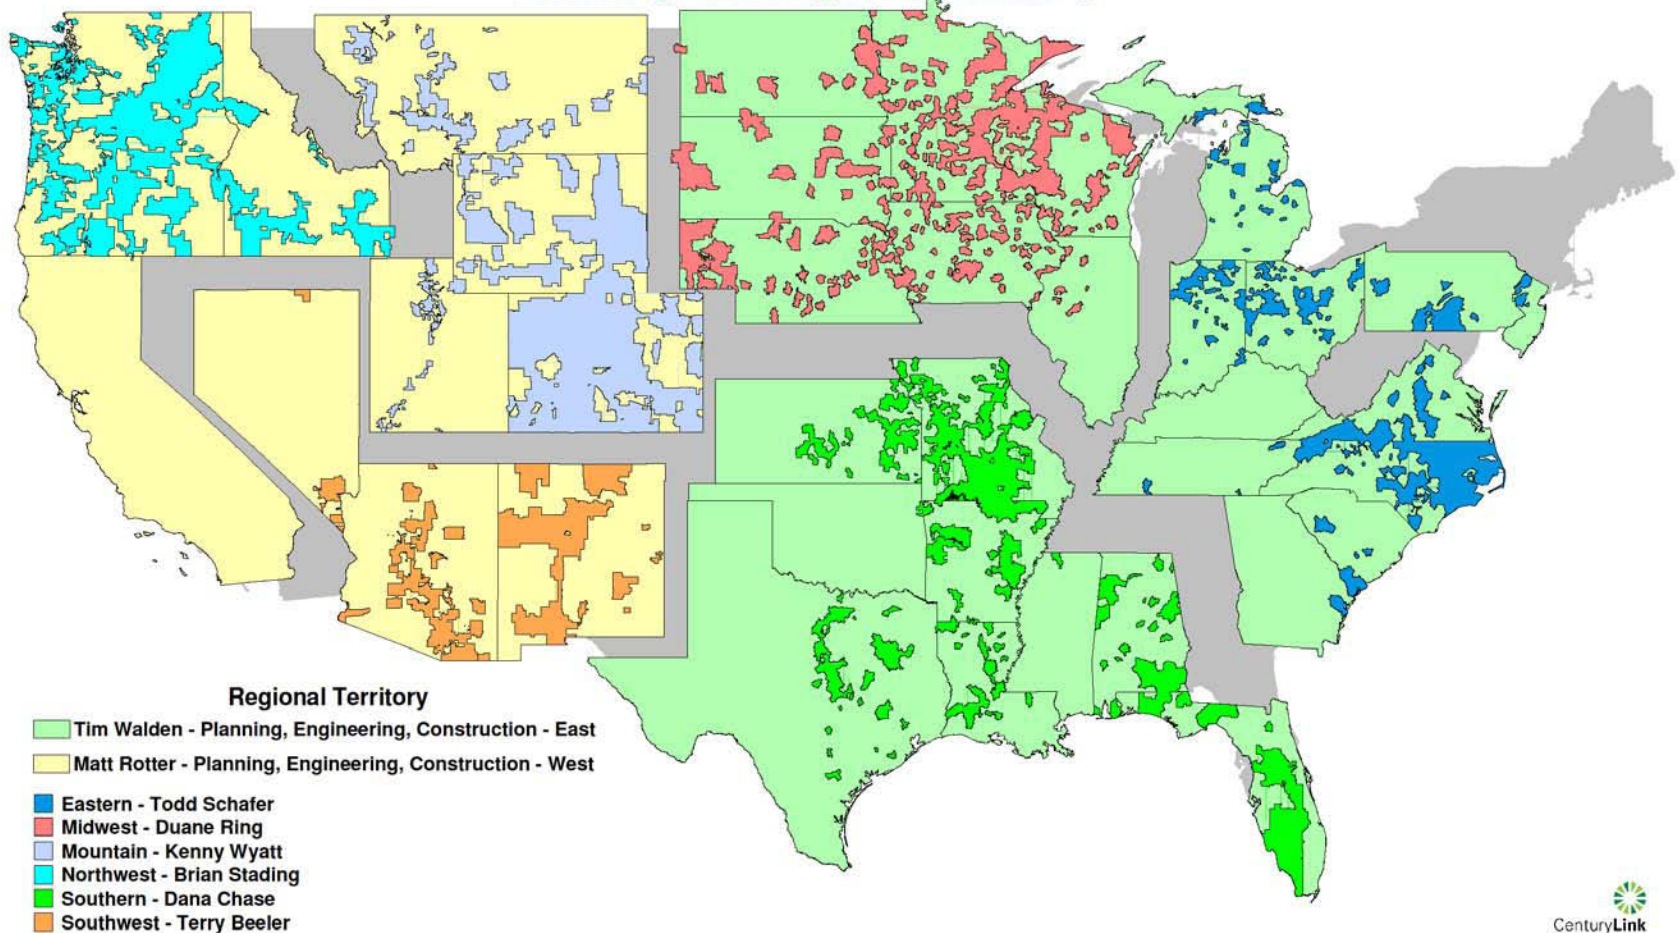 Regional Territory
Tim Walden - Planning, Engineering, Construction - East
Matt Rotter - Planning, Engineering, Construction - West
Eastern - Todd Schafer
Midwest - Duane Ring
Mountain - Kenny Wyatt
Northwest - Brian Stading
Southern - Dana Chase
Southwest - Terry Beeler
CenturyLink